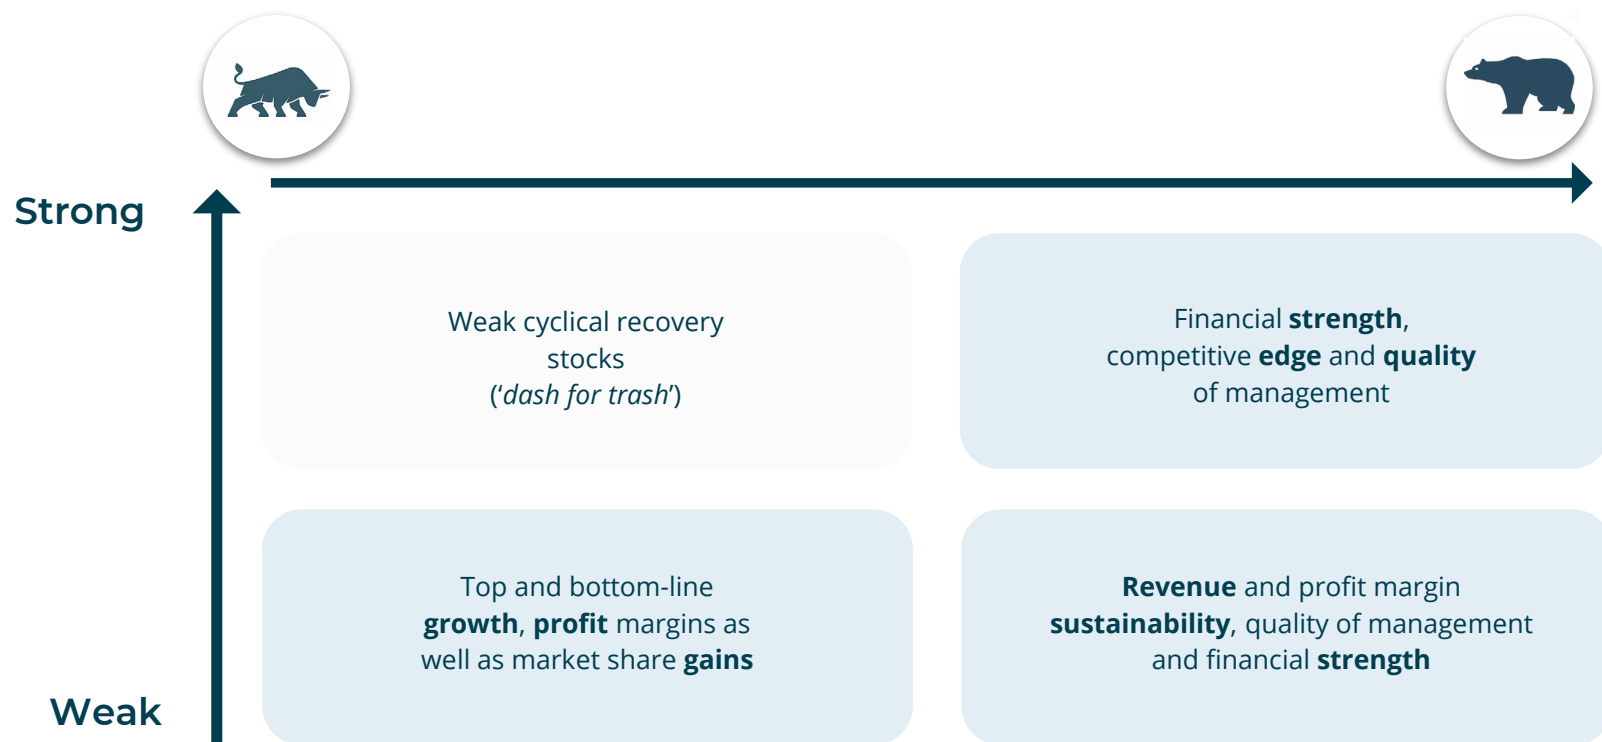 Strong
Weak cyclical recovery
stocks
(‘dash for trash’)
Financial strength,
competitive edge and quality
of management
Top and bottom-line
growth, profit margins as
well as market share gains
Revenue and profit margin
sustainability, quality of management
and financial strength
Weak